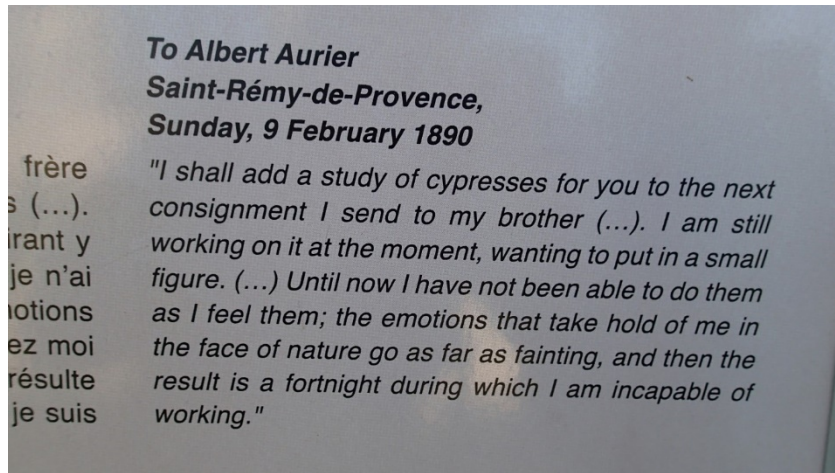 To Albert Aurier
Saint-Rémy-de-Provence,
Sunday, 9 February 1890
"I shall add a study of cypresses for you to the next
consignment I send to my brother (...). I am still
working on it at the moment, wanting to put in a small
figure. (...) Until now I have not been able to do them
as I feel them; the emotions that take hold of me in
the face of nature go as far as fainting, and then the
result is a fortnight during which I am incapable of
working."
frère
(...).
y
je n'ai
moi
résulte
je suis